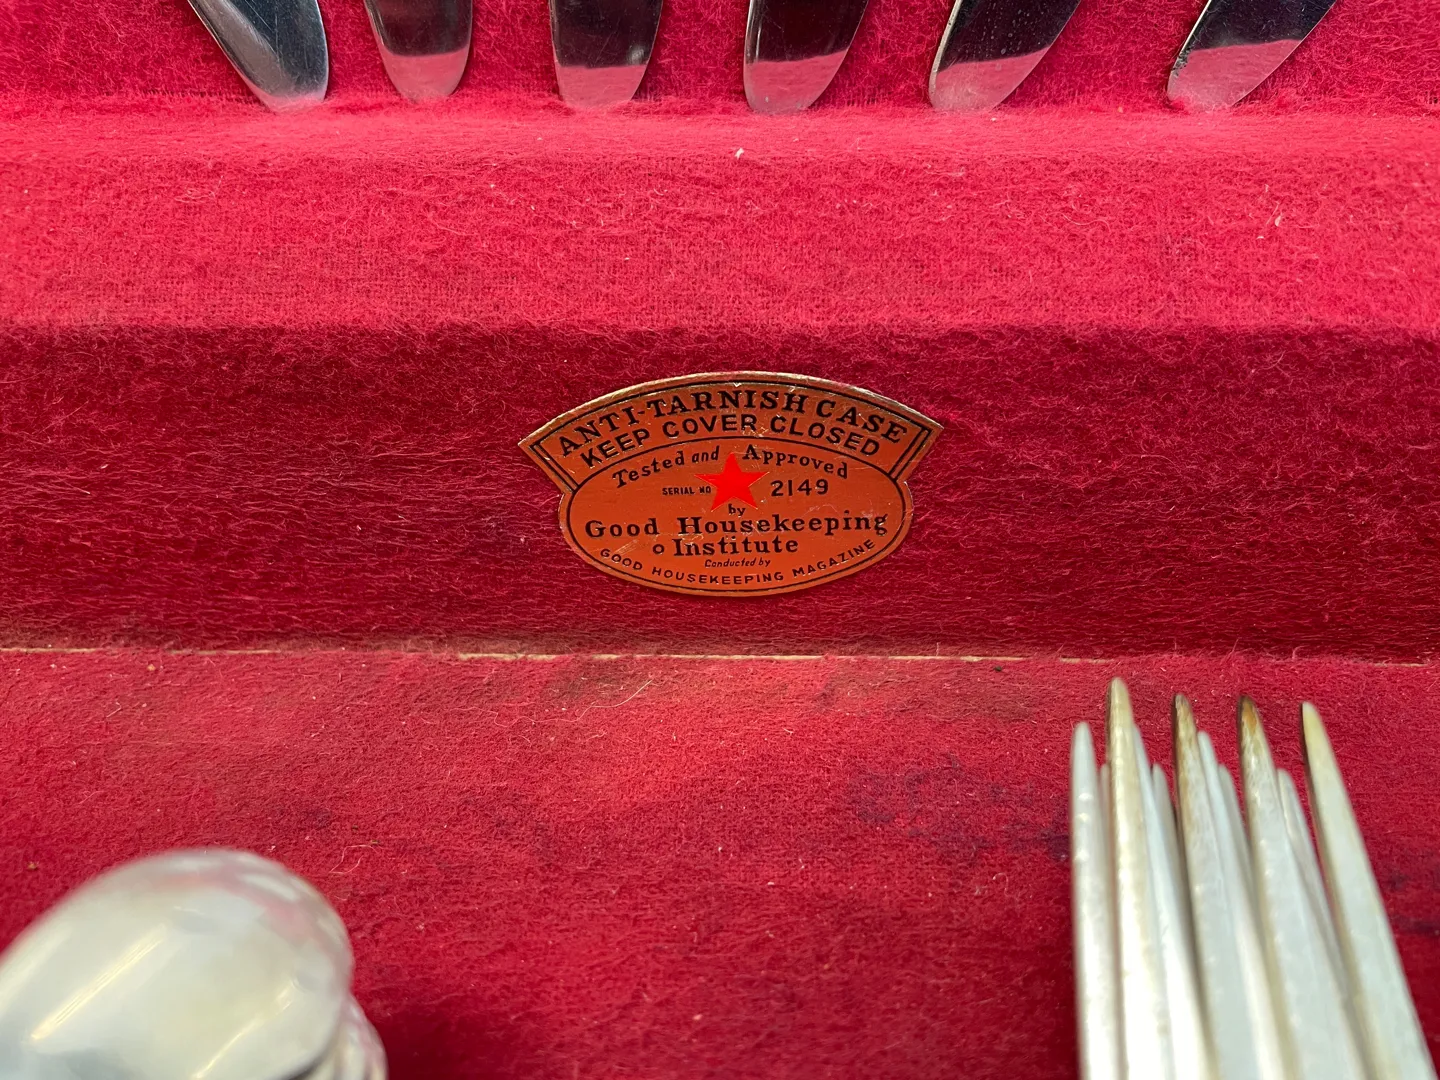 ANTI-TARNISH CASE
KEEP COVER CLOSED
Tested and Approved
SERIAL NO 2149
by
Good Housekeeping
Institute
Conducted by
GOOD HOUSEKEEPING MAGAZINE